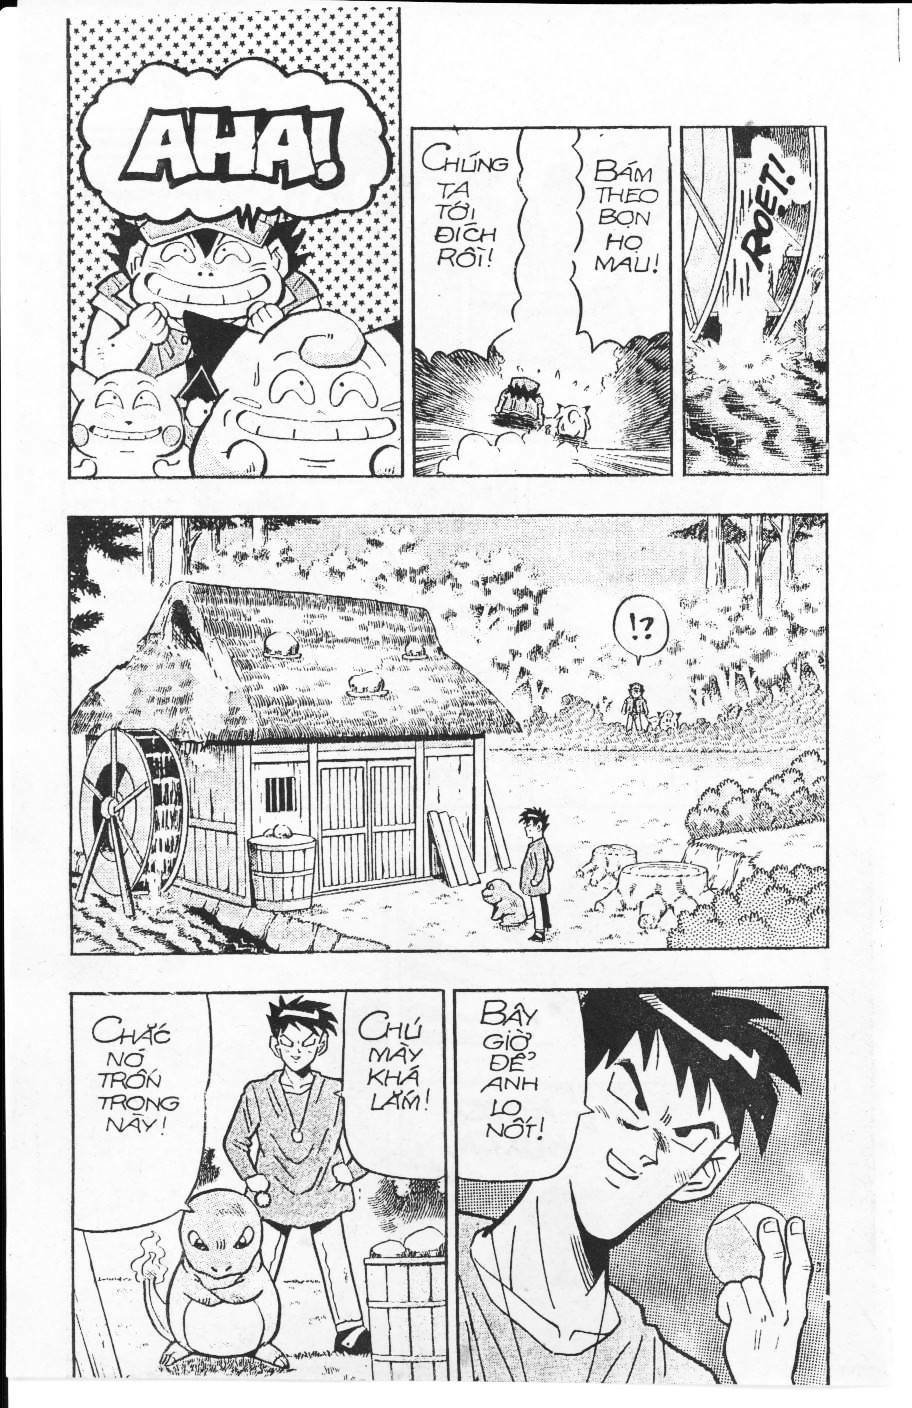 AHA!
CHÚNG
TA
TỚI
ĐÍCH
RỒI!
BÁM
THEO
BỌN
HỌ
MAU!
ROẸT!
!?
CHẮC
NÓ
TRỐN
TRONG
NÀY!
CHÚ
MÀY
KHÁ
LẮM!
BÂY
GIỜ
ĐỂ
ANH
LO
NỐT!